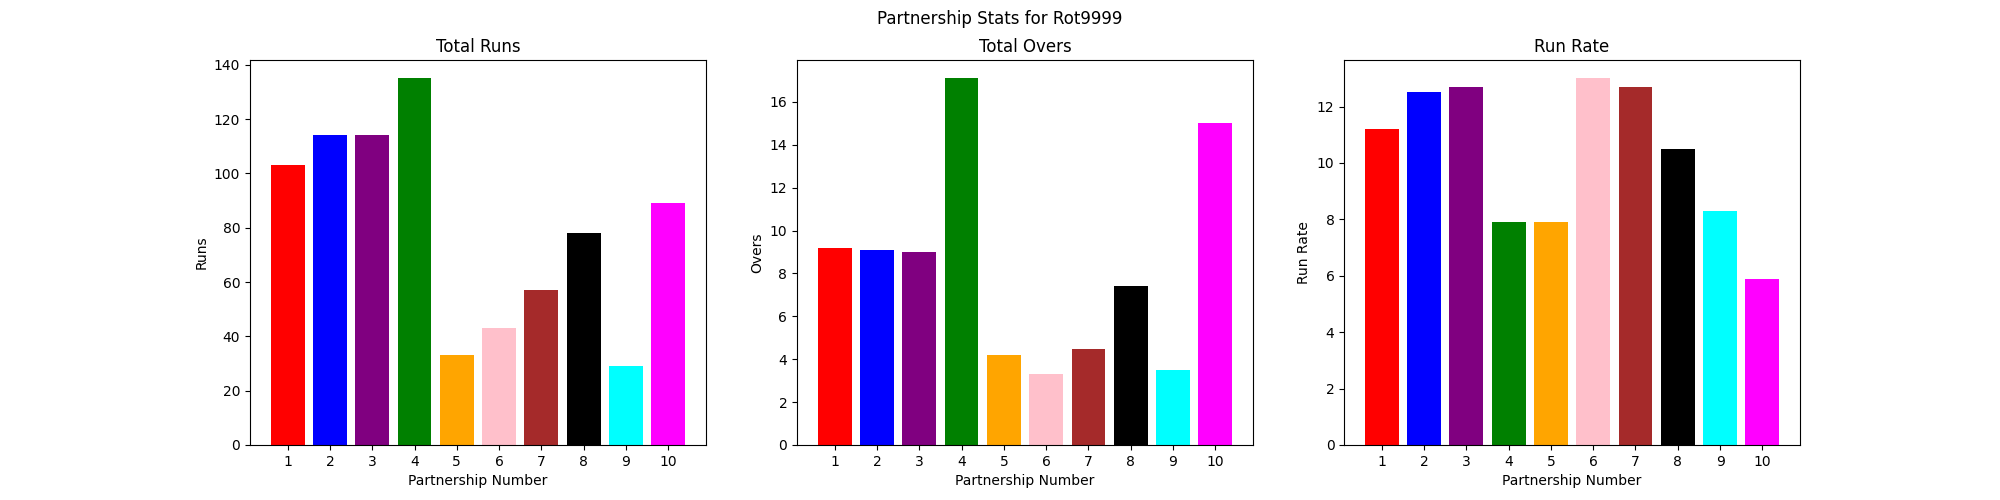 Partnership Stats for Rot9999
Total Runs
140
120
100
80
60
40
20
0
Runs
1 2 3 4 5 6 7 8 9 10
Partnership Number
Total Overs
16
14
12
10
8
6
4
2
0
Overs
1 2 3 4 5 6 7 8 9 10
Partnership Number
Run Rate
12
10
8
6
4
2
0
Run Rate
1 2 3 4 5 6 7 8 9 10
Partnership Number